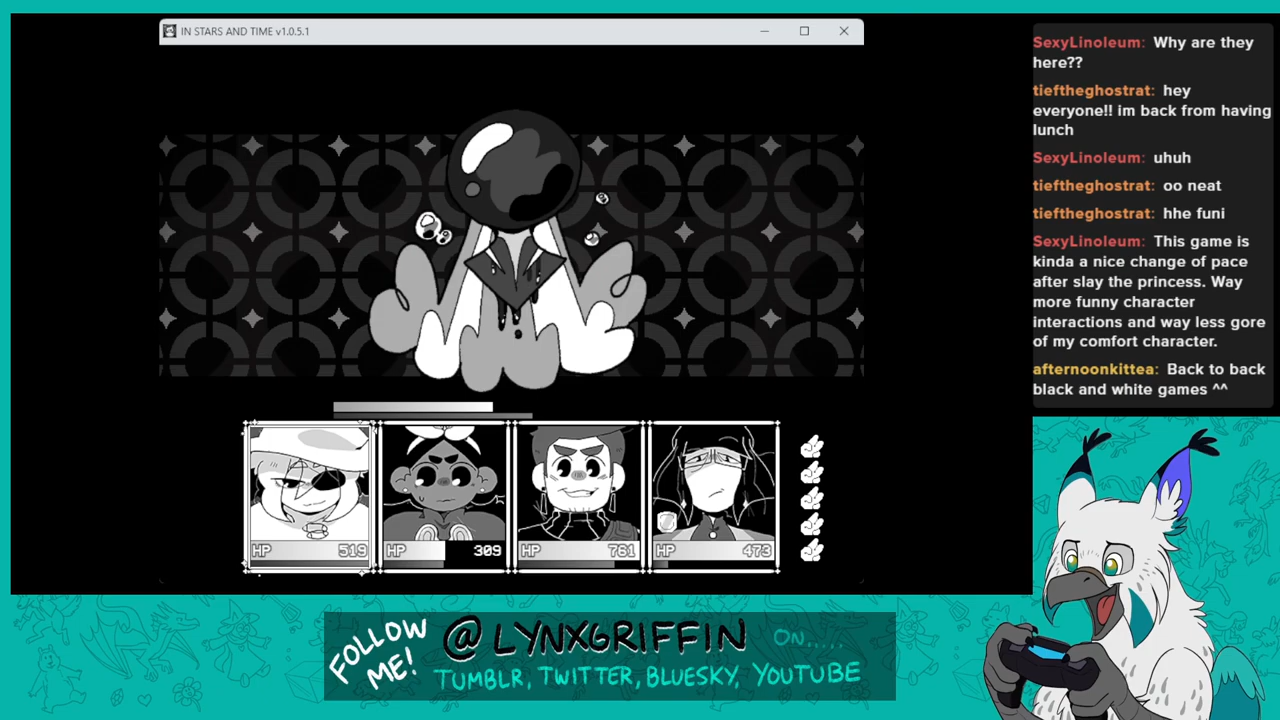 IN STARS AND TIME v1.0.5.1
HP 519
HP 309
HP 761
HP 473
SexyLinoleum: Why are they
here??
tieftheghostrat: hey
everyone!! im back from having
lunch
SexyLinoleum: uhuh
tieftheghostrat: oo neat
tieftheghostrat: hhe funi
SexyLinoleum: This game is
kinda a nice change of pace
after slay the princess. Way
more funny character
interactions and way less gore
of my comfort character.
afternoonkittea: Back to back
black and white games ^^
FOLLOW
ME!
@LYNXGRIFFIN ON.....
TUMBLR, TWITTER, BLUESKY, YOUTUBE